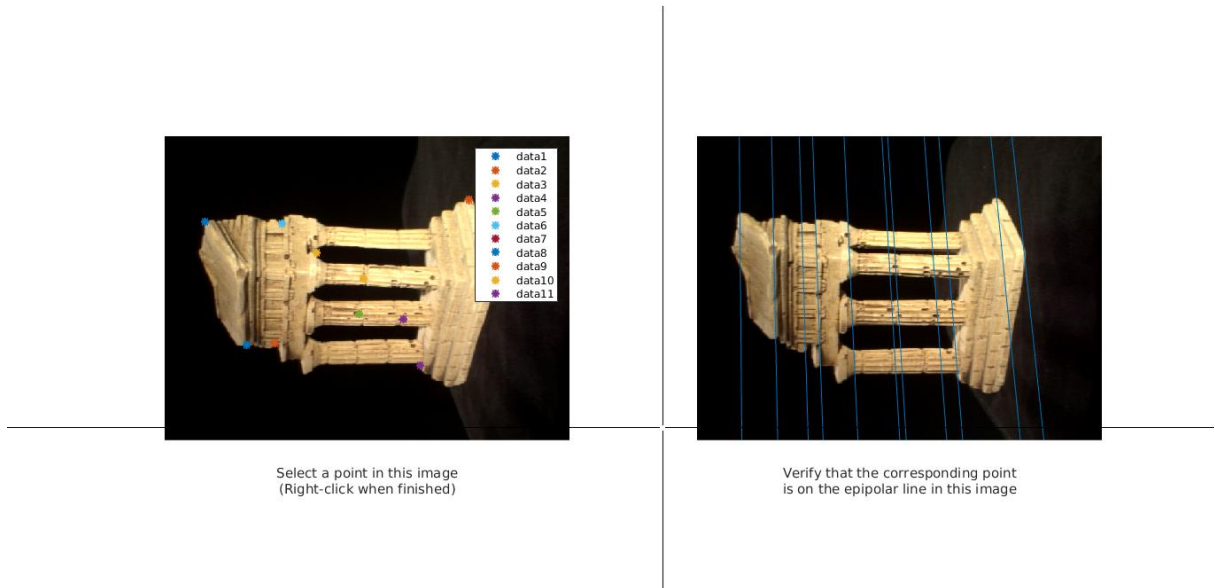 data1
data2
data3
data4
data5
data6
data7
data8
data9
data10
data11
Select a point in this image
(Right-click when finished)
Verify that the corresponding point
is on the epipolar line in this image